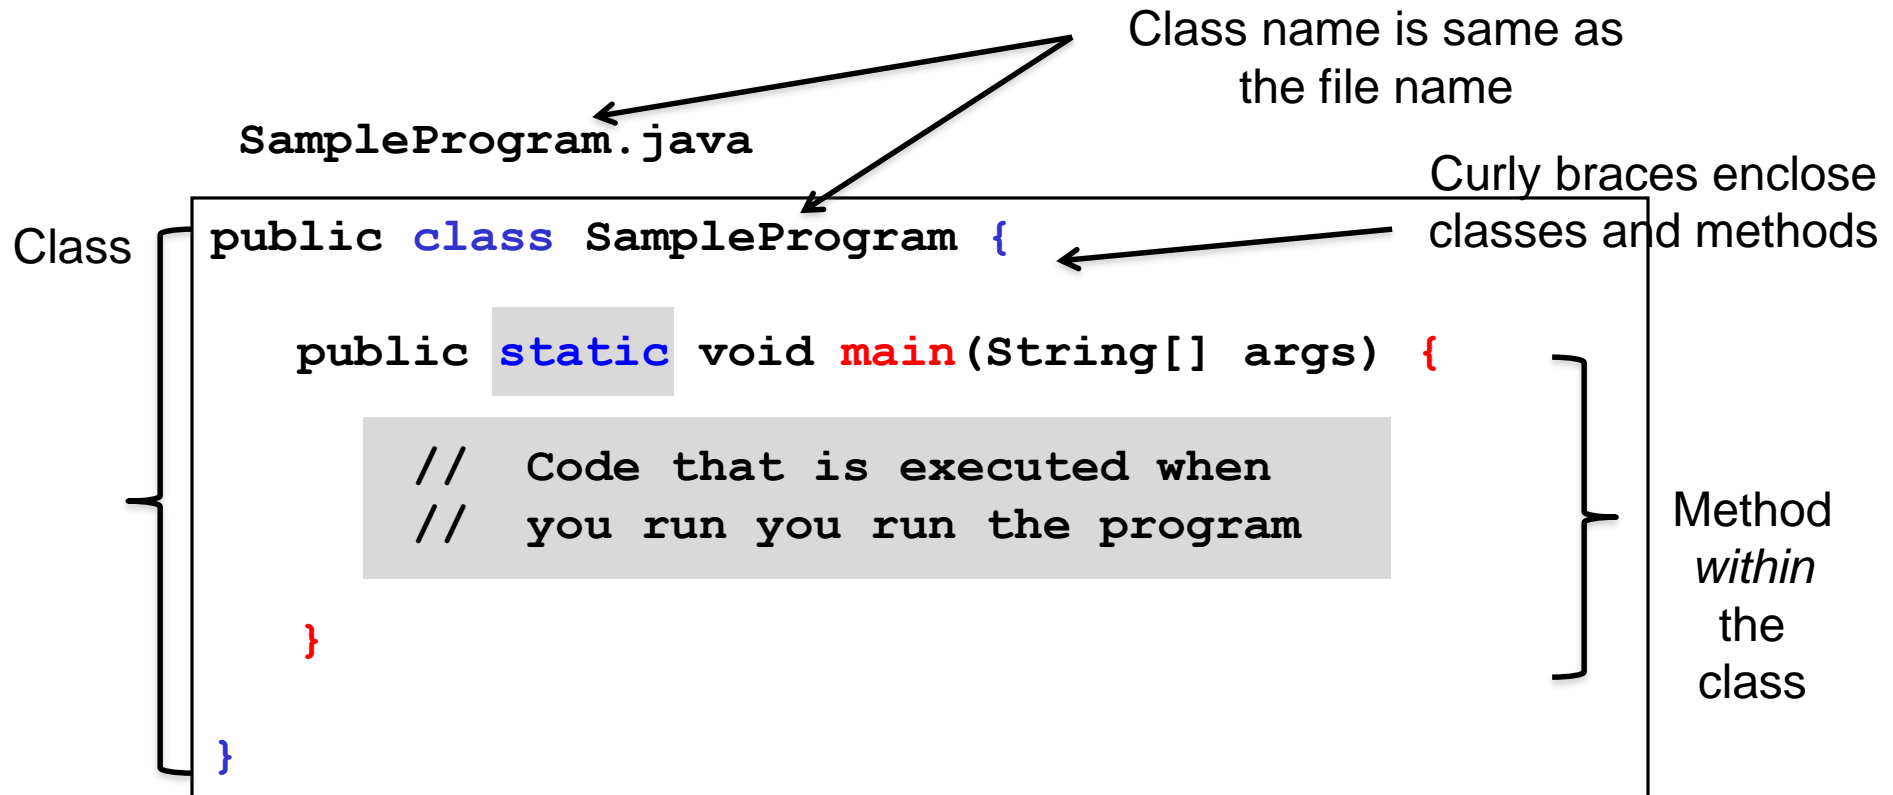 Class name is same as
the file name
SampleProgram.java
Curly braces enclose
classes and methods
Class
public class SampleProgram {
public static void main(String[] args) {
// Code that is executed when
// you run you run the program
}
}
Method
within
the
class